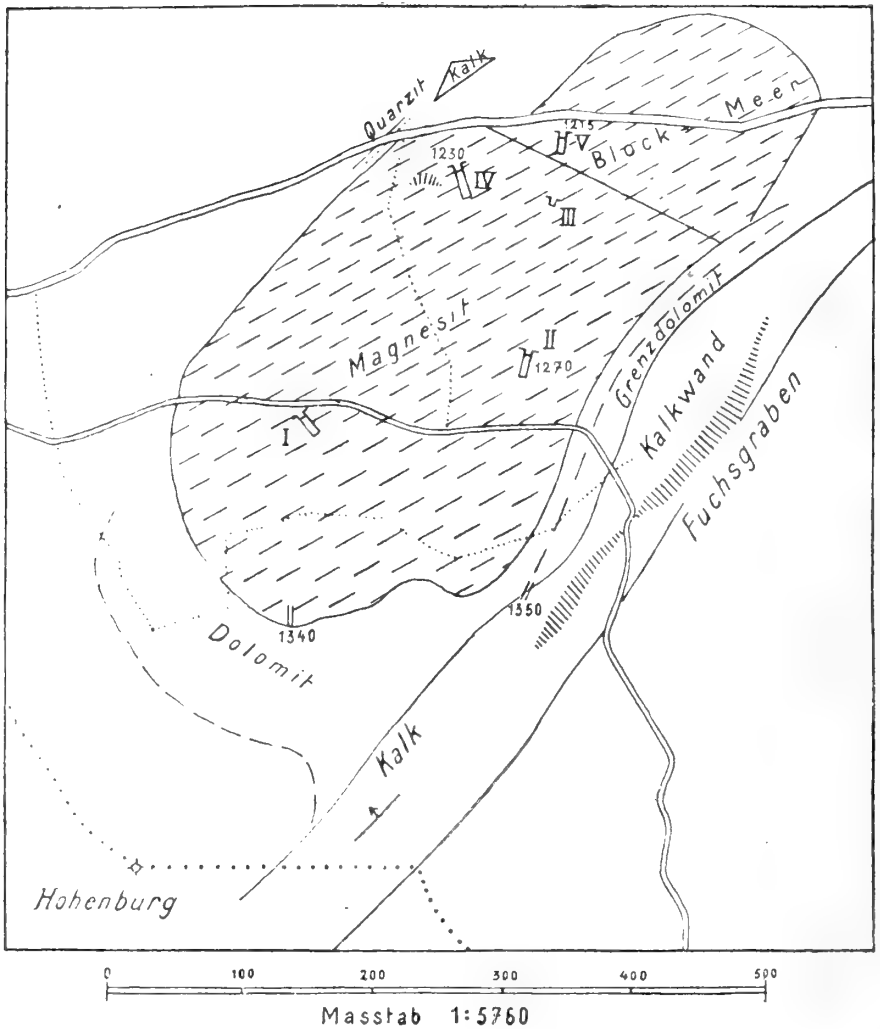 Kalk
Quarzit
Meer
Block
1215
V
1230
IV
III
Magnesit
II
1270
Grenzdolomit
Kalkwand
Fuchsgraben
I
1340
1350
Dolomit
Kalk
Hohenburg
0 100 200 300 400 500
Masstab 1:5760